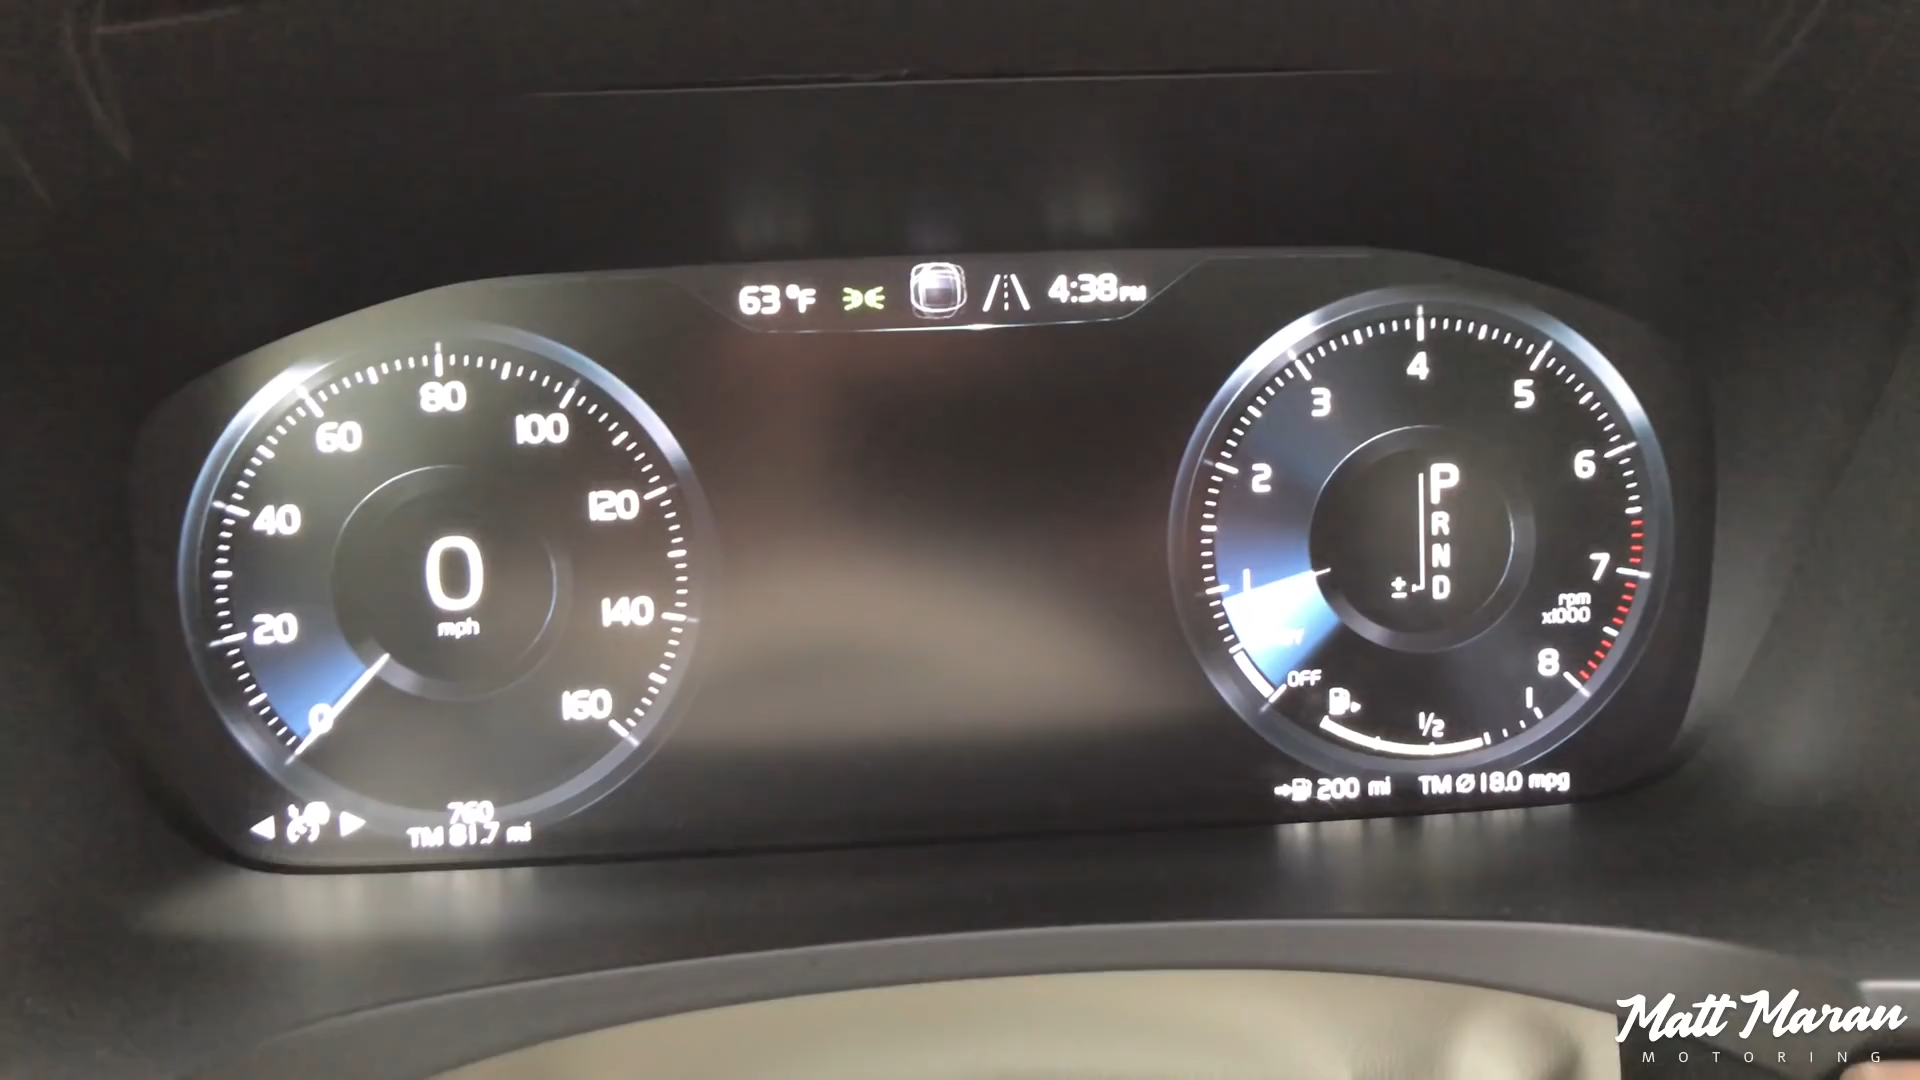 63 °F 4:38PM
80
60 100
40 120
20 140
0 160
0
mph
760
TM 81.7 mi
4
3 5
2 6
1 7
8
rpm
x1000
OFF
P
R
N
D
±
1/2 1
200 mi TM Ø 18.0 mpg
Matt Maran
MOTORING